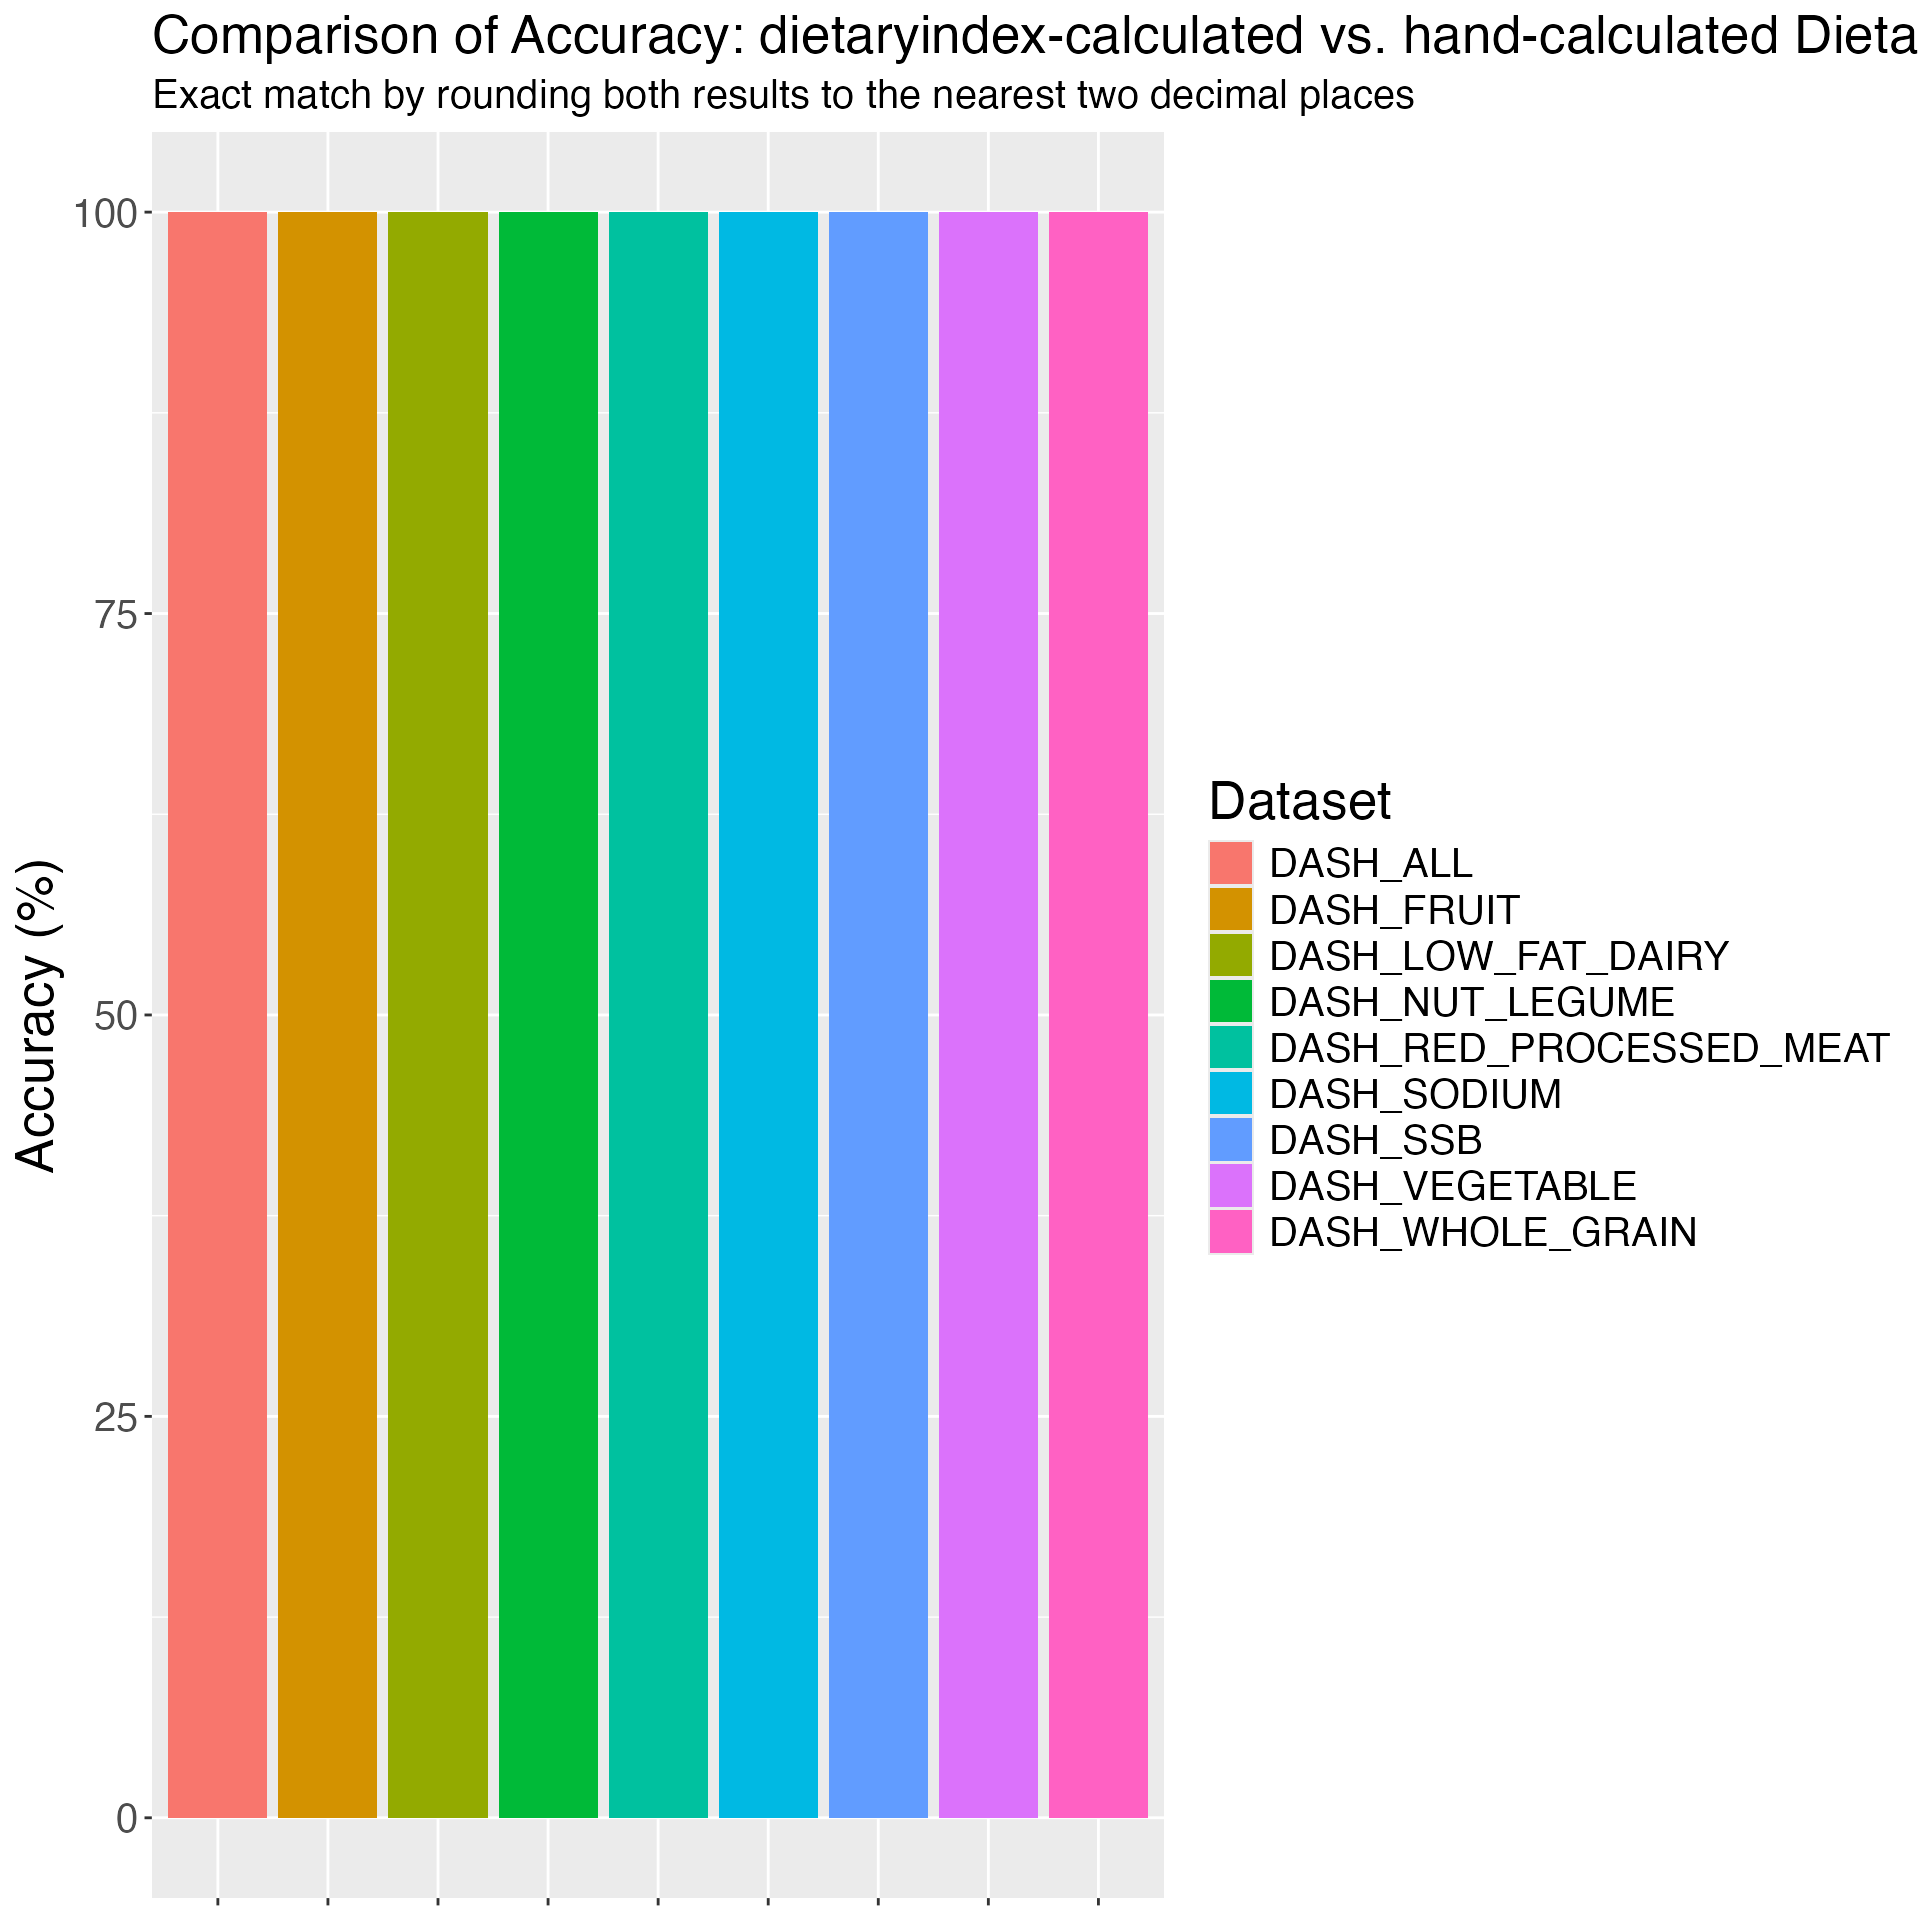 Comparison of Accuracy: dietaryindex-calculated vs. hand-calculated Dieta
Exact match by rounding both results to the nearest two decimal places
Accuracy (%)
100
75
50
25
0
Dataset
DASH_ALL
DASH_FRUIT
DASH_LOW_FAT_DAIRY
DASH_NUT_LEGUME
DASH_RED_PROCESSED_MEAT
DASH_SODIUM
DASH_SSB
DASH_VEGETABLE
DASH_WHOLE_GRAIN